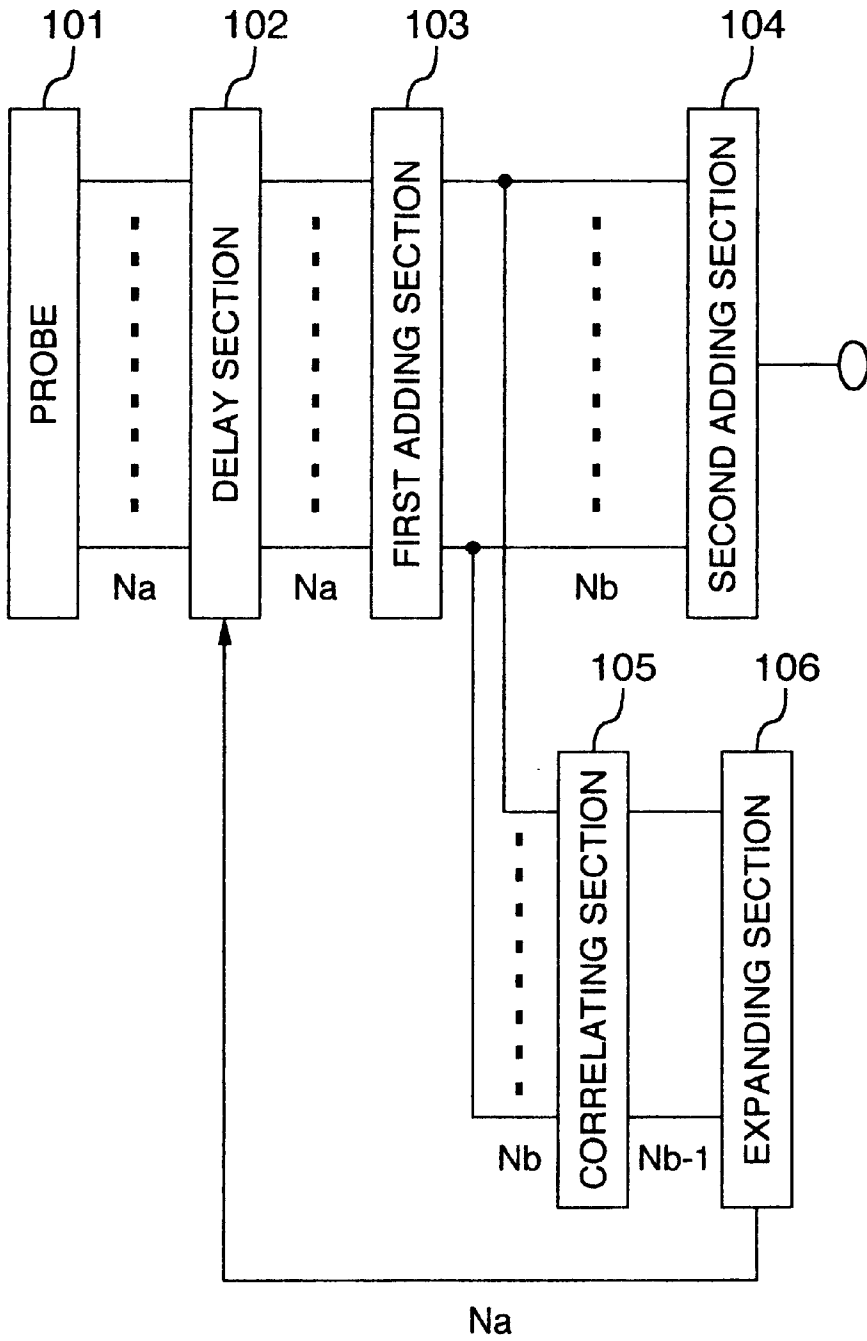 101
102
103
104
PROBE
DELAY SECTION
FIRST ADDING SECTION
SECOND ADDING SECTION
Na
Na
Nb
105
106
CORRELATING SECTION
EXPANDING SECTION
Nb
Nb-1
Na